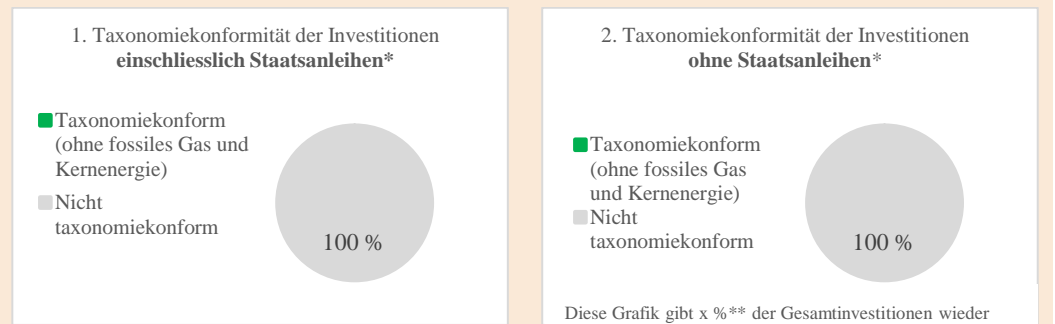 1. Taxonomiekonformität der Investitionen
einschliesslich Staatsanleihen*
Taxonomiekonform
(ohne fossiles Gas und
Kernenergie)
Nicht
taxonomiekonform
100 %
2. Taxonomiekonformität der Investitionen
ohne Staatsanleihen*
Taxonomiekonform
(ohne fossiles Gas
und Kernenergie)
Nicht
taxonomiekonform
100 %
Diese Grafik gibt x %** der Gesamtinvestitionen wieder